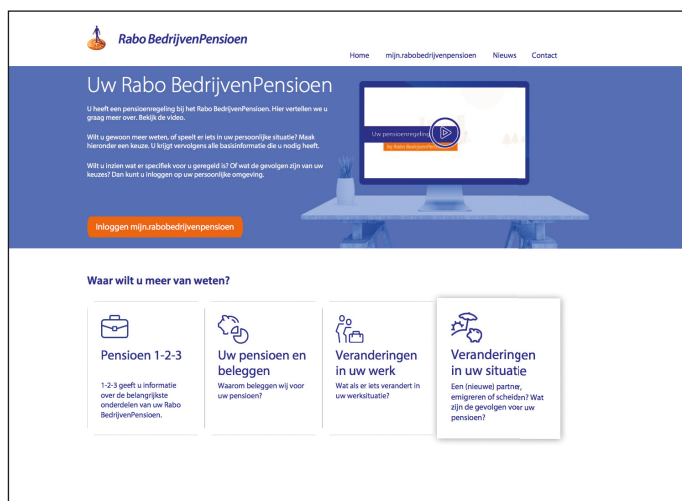 Rabo BedrijvenPensioen
Home mijn.rabobedrijvenpensioen Nieuws Contact
Uw Rabo BedrijvenPensioen
U heeft een pensioenregeling bij het Rabo BedrijvenPensioen. Hier vertellen we u
graag meer over. Bekijk de video.
Wilt u gewoon meer weten, of speelt er iets in uw persoonlijke situatie? Maak
hieronder een keuze. U krijgt vervolgens alle basisinformatie die u nodig heeft.
Wilt u inzien wat er specifiek voor u geregeld is? Of wat de gevolgen zijn van uw
keuzes? Dan kunt u inloggen op uw persoonlijke omgeving.
Uw pensioenregeling
bij Rabo BedrijvenPen
Inloggen mijn.rabobedrijvenpensioen
Waar wilt u meer van weten?
Pensioen 1-2-3
1-2-3 geeft u informatie
over de belangrijkste
onderdelen van uw Rabo
BedrijvenPensioen.
Uw pensioen en
beleggen
Waarom beleggen wij voor
uw pensioen?
Veranderingen
in uw werk
Wat als er iets verandert in
uw werksituatie?
Veranderingen
in uw situatie
Een (nieuwe) partner,
emigreren of scheiden? Wat
zijn de gevolgen voor uw
pensioen?